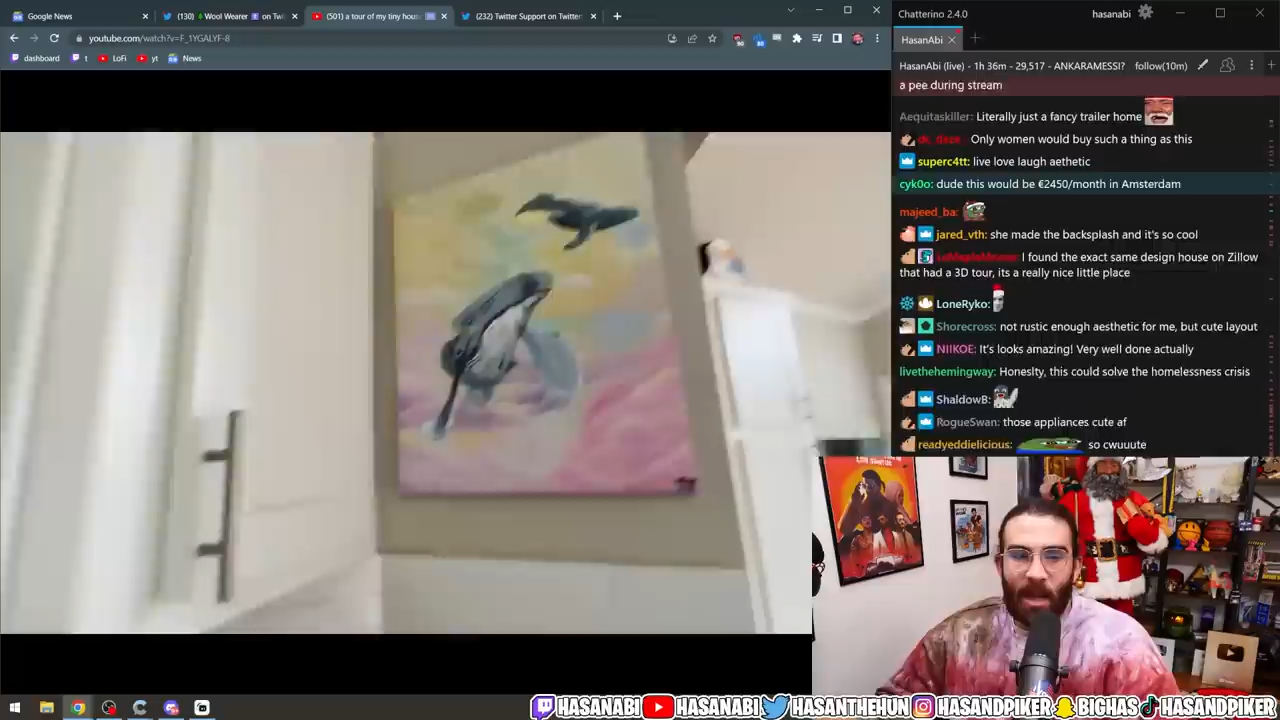 Google News
(130) 🌲Wool Wearer on Twi
(501) a tour of my tiny hous
(232) Twitter Support on Twitter
Chatterino 2.4.0
hasanabi
youtube.com/watch?v=F_1YGALYF-8
HasanAbi
dashboard
t
LoFi
yt
News
HasanAbi (live) - 1h 36m - 29,517 - ANKARAMESSI?
follow(10m)
a pee during stream
Aequitaskiller: Literally just a fancy trailer home
Only women would buy such a thing as this
superc4tt: live love laugh aethetic
cyk0o: dude this would be €2450/month in Amsterdam
majeed_ba:
jared_vth: she made the backsplash and it's so cool
I found the exact same design house on Zillow
that had a 3D tour, its a really nice little place
LoneRyko:
Shorecross: not rustic enough aesthetic for me, but cute layout
NIIKOE: It's looks amazing! Very well done actually
livethehemingway: Honeslty, this could solve the homelessness crisis
ShaldowB:
RogueSwan: those appliances cute af
readyeddielicious: so cwuuute
HASANABI
HASANABI
HASANTHEHUN
HASANDPIKER
BIGHAS
HASANDPIKER